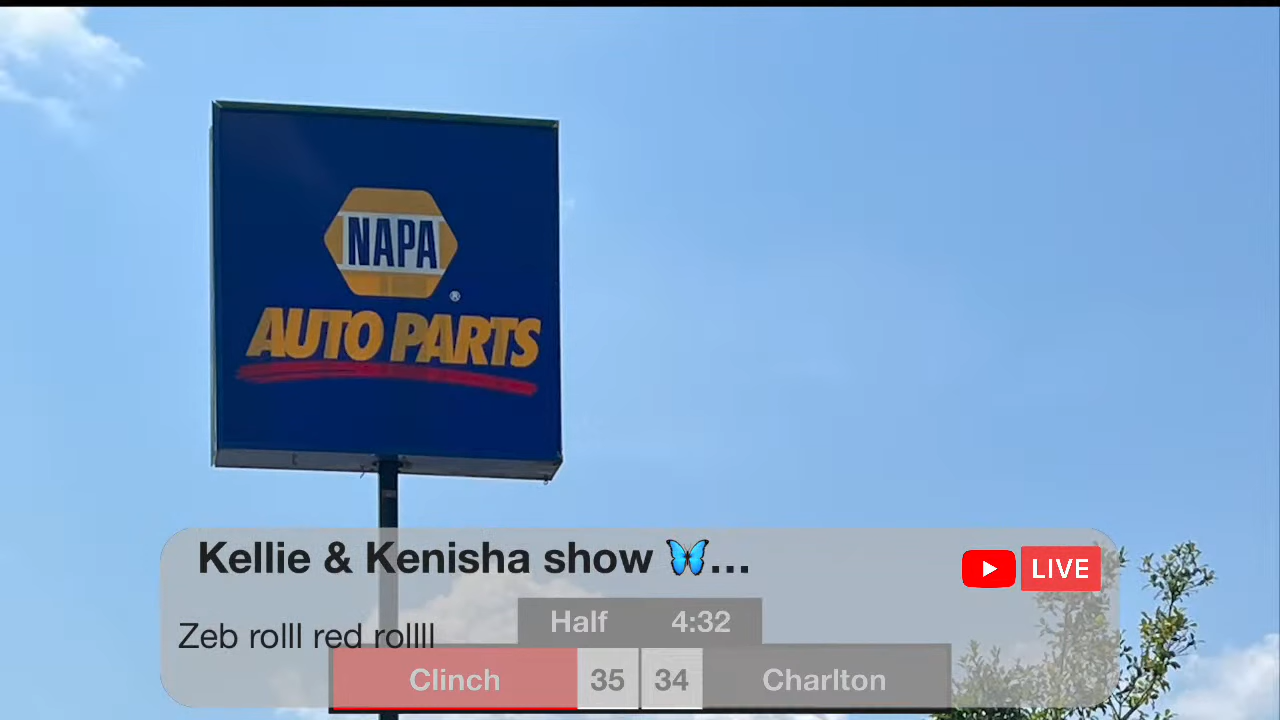 NAPA
®
AUTO PARTS
Kellie & Kenisha show 🦋...
LIVE
Zeb rolll red rollll
Half 4:32
Clinch 35 34 Charlton